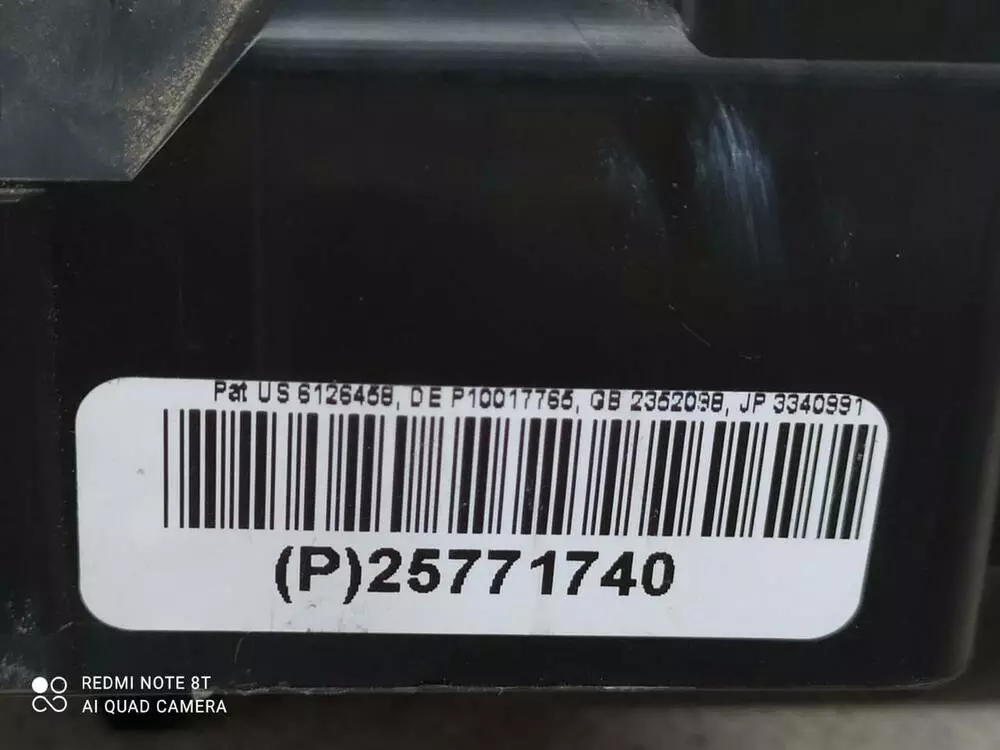 Pat US 6126458, DE P10017765, GB 2352098, JP 3340991
(P)25771740
REDMI NOTE 8T
AI QUAD CAMERA